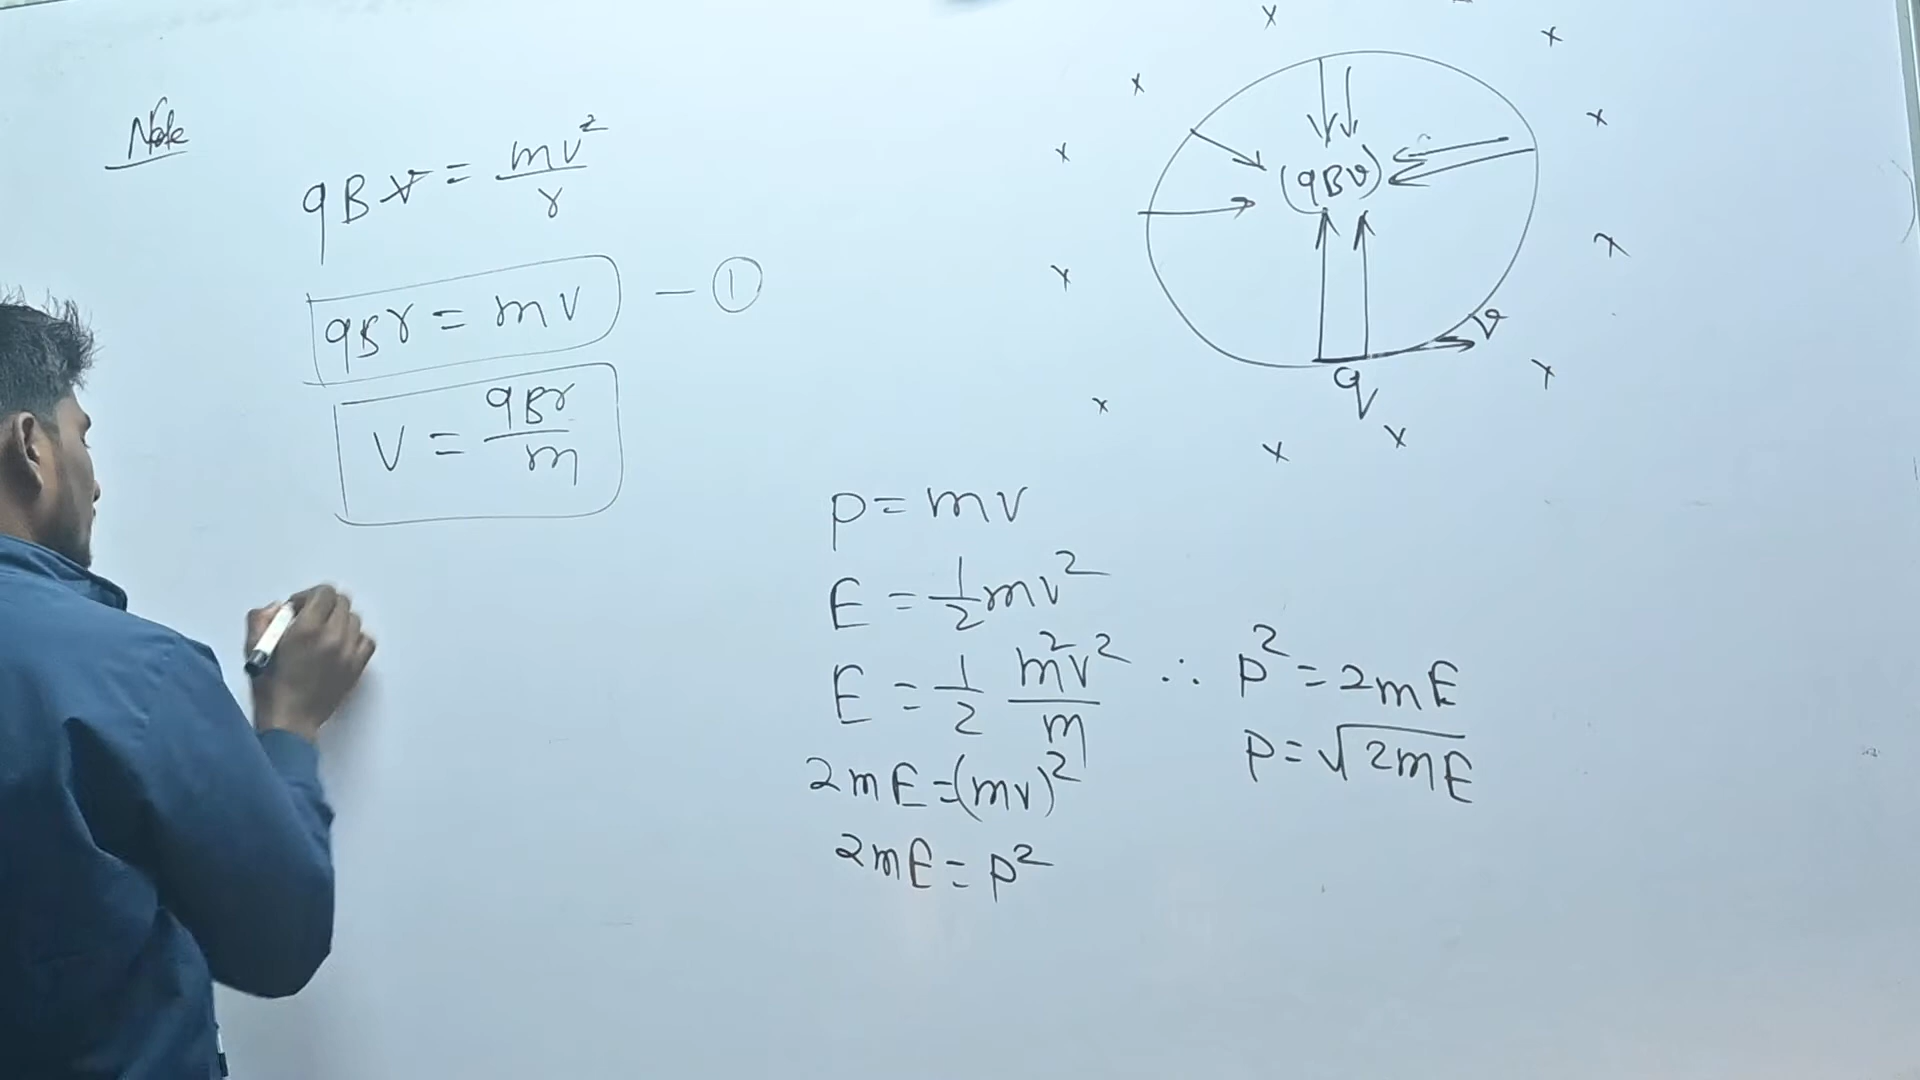 Note
qBv = mv²/r
qBr = mv — ①
v = qBr/m
(qBv)
v
q
p = mv
E = 1/2 mv²
E = 1/2 m²v²/m
2mE = (mv)²
2mE = p²
∴ p² = 2mE
p = √2mE